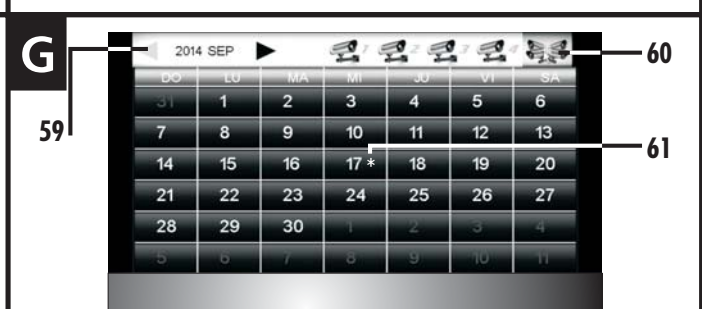 G
59
2014 SEP 1 2 3 4 60
DO LU MA MI JU VI SA
31 1 2 3 4 5 6
7 8 9 10 11 12 13
61
14 15 16 17 * 18 19 20
21 22 23 24 25 26 27
28 29 30 1 2 3 4
5 6 7 8 9 10 11